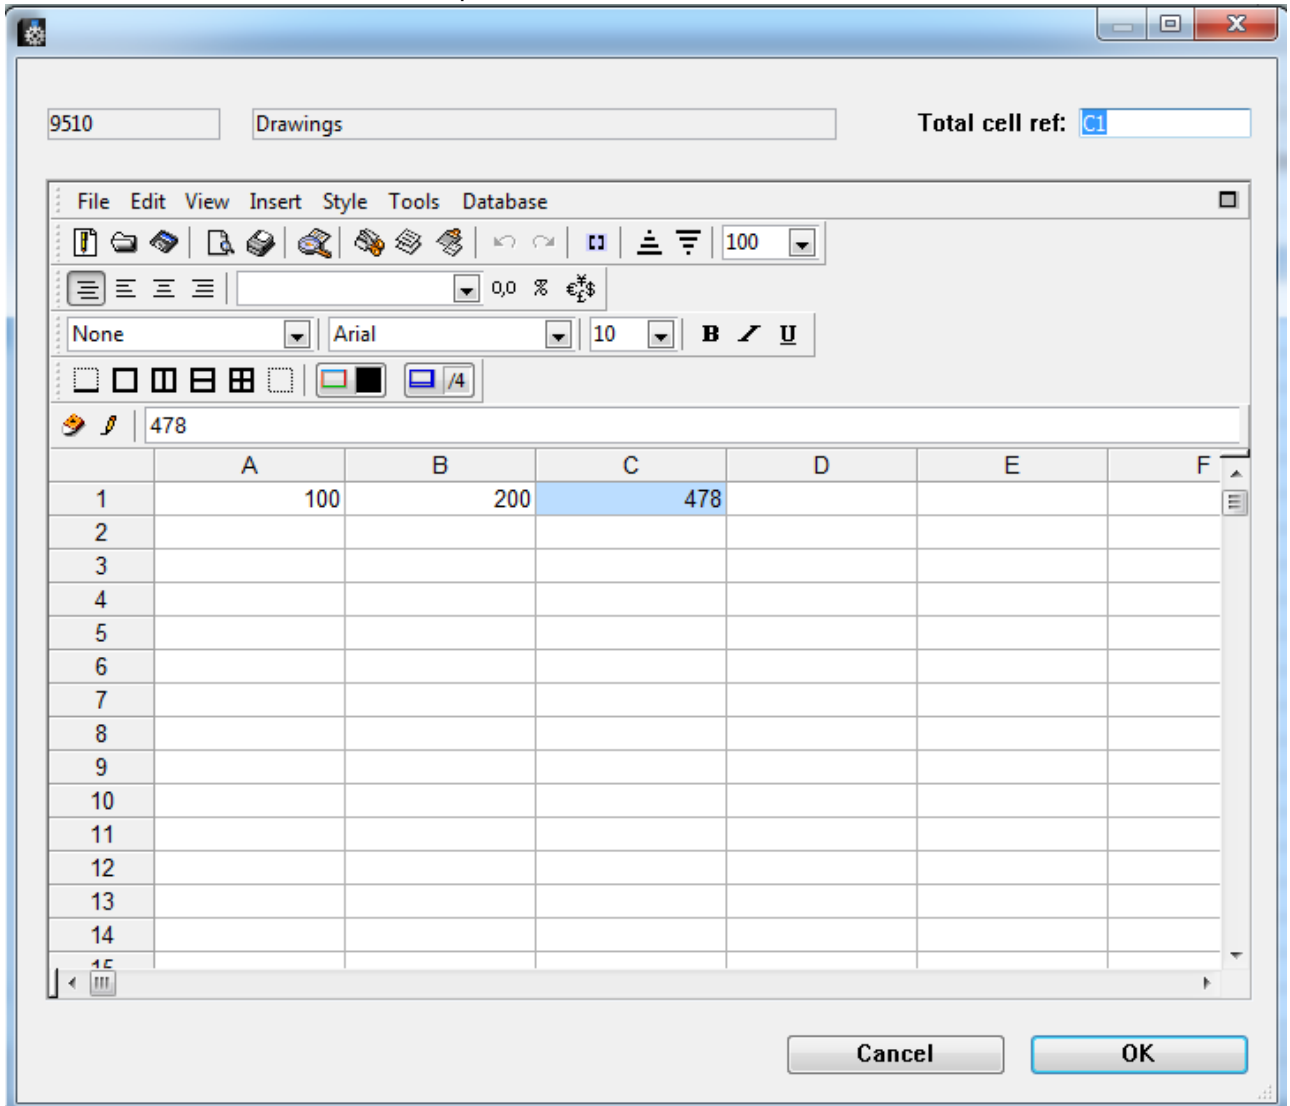 9510 Drawings Total cell ref: C1
File Edit View Insert Style Tools Database
100
0,0 % €¥£$
None Arial 10 B I U
/4
478
A B C D E F
1 100 200 478
2
3
4
5
6
7
8
9
10
11
12
13
14
15
Cancel OK